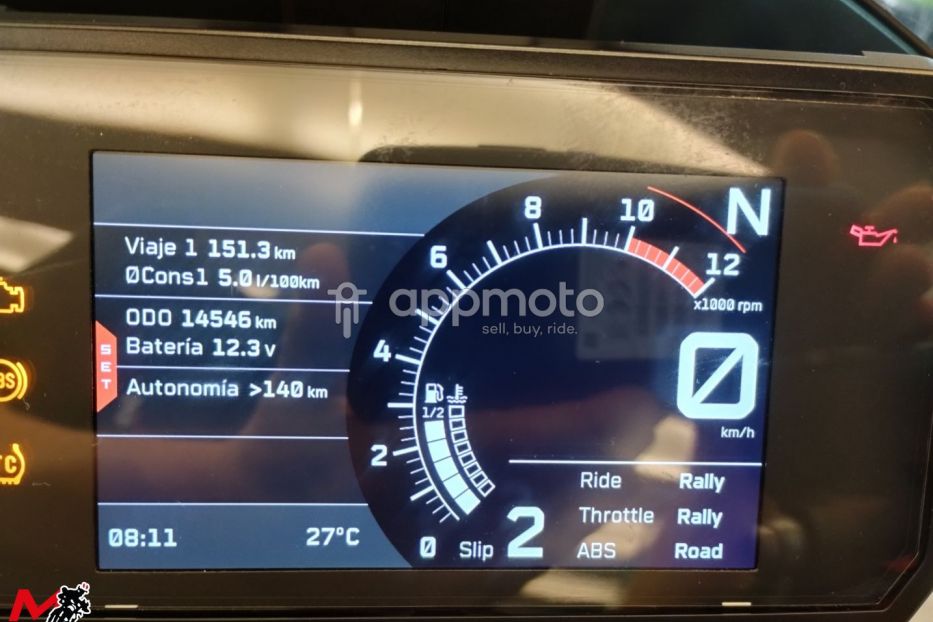 8
10
N
6
12
x1000 rpm
Viaje 1 151.3 km
ØCons1 5.0 l/100km
appmoto
sell, buy, ride.
ODO 14546 km
Batería 12.3 v
SET
4
Autonomía >140 km
1/2
0
km/h
2
Ride Rally
Throttle Rally
08:11 27°C
0 Slip 2
ABS Road
M